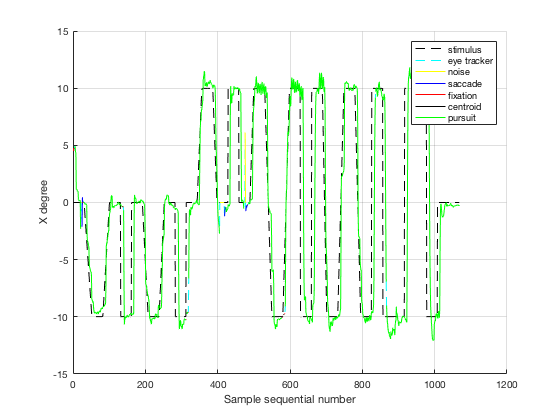 15
10
5
0
-5
-10
-15
X degree
0
200
400
600
800
1000
1200
Sample sequential number
stimulus
eye tracker
noise
saccade
fixation
centroid
pursuit